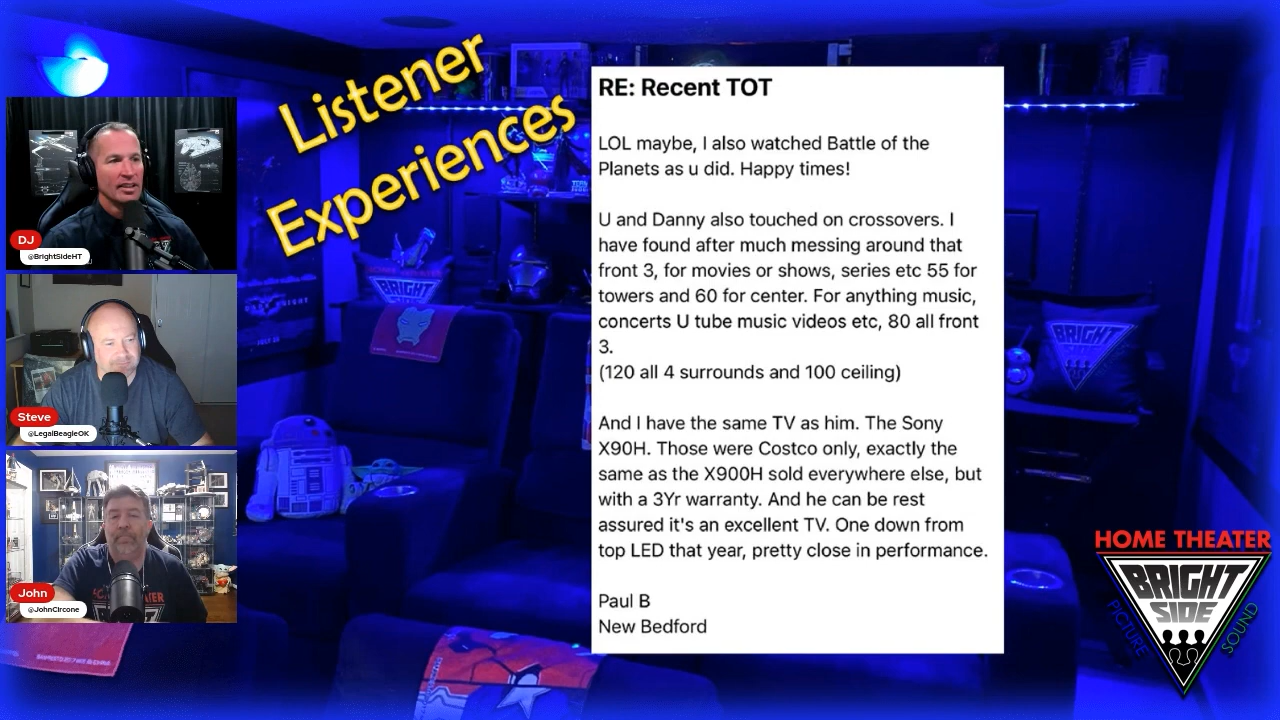 Listener
Experiences
RE: Recent TOT
LOL maybe, I also watched Battle of the
Planets as u did. Happy times!
U and Danny also touched on crossovers. I
have found after much messing around that
front 3, for movies or shows, series etc 55 for
towers and 60 for center. For anything music,
concerts U tube music videos etc, 80 all front
3.
(120 all 4 surrounds and 100 ceiling)
And I have the same TV as him. The Sony
X90H. Those were Costco only, exactly the
same as the X900H sold everywhere else, but
with a 3Yr warranty. And he can be rest
assured it's an excellent TV. One down from
top LED that year, pretty close in performance.
Paul B
New Bedford
DJ
@BrightSideHT
Steve
@LegalBeagleOK
John
@JohnCircone
HOME THEATER
BRIGHT
SIDE
PICTURE
SOUND
BRIGHT
SIDE
HOME THEATER
BRIGHT
SIDE